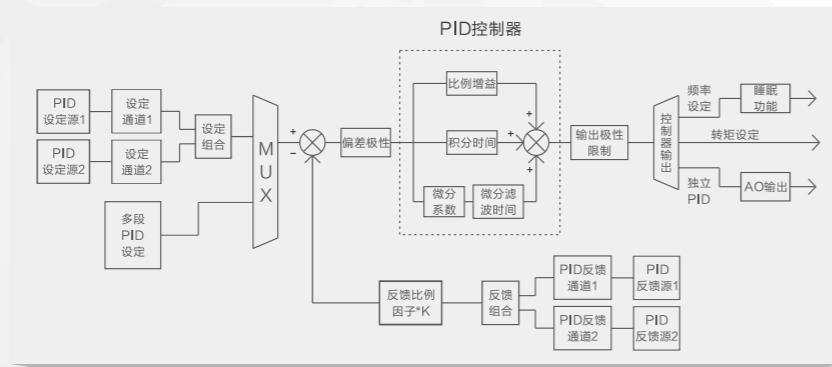 PID控制器
PID
设定源1
设定
通道1
PID
设定源2
设定
通道2
设定
组合
多段
PID
设定
MUX
+
−
偏差极性
比例增益
积分时间
微分
系数
微分滤
波时间
+
+
+
输出极性
限制
控制器输出
频率
设定
睡眠
功能
转矩设定
独立
PID
AO输出
反馈比例
因子*K
反馈
组合
PID反馈
通道1
PID
反馈源1
PID反馈
通道2
PID
反馈源2